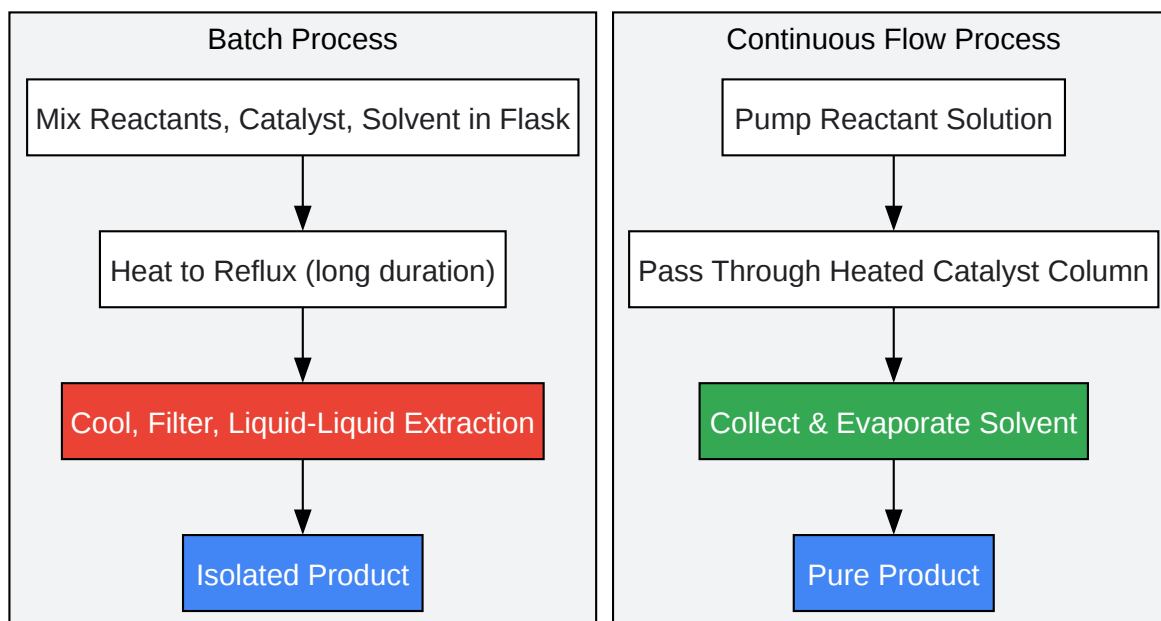 Batch Process
Mix Reactants, Catalyst, Solvent in Flask
Heat to Reflux (long duration)
Cool, Filter, Liquid-Liquid Extraction
Isolated Product
Continuous Flow Process
Pump Reactant Solution
Pass Through Heated Catalyst Column
Collect & Evaporate Solvent
Pure Product